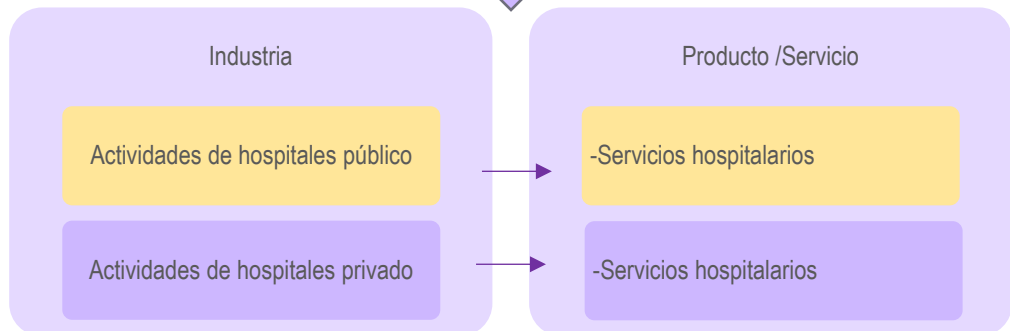 Industria
Producto /Servicio
Actividades de hospitales público
-Servicios hospitalarios
Actividades de hospitales privado
-Servicios hospitalarios